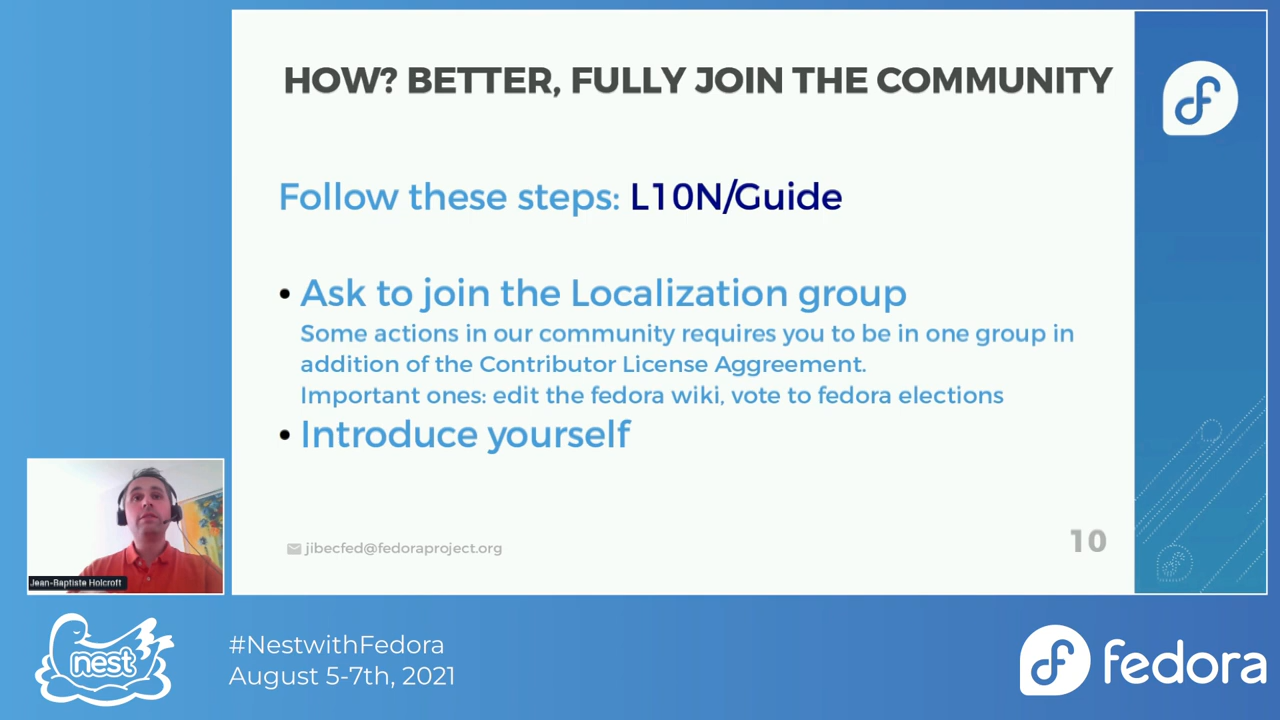 HOW? BETTER, FULLY JOIN THE COMMUNITY
Follow these steps: L10N/Guide
• Ask to join the Localization group
Some actions in our community requires you to be in one group in
addition of the Contributor License Aggreement.
Important ones: edit the fedora wiki, vote to fedora elections
• Introduce yourself
jibecfed@fedoraproject.org
10
Jean-Baptiste Holcroft
nest
#NestwithFedora
August 5-7th, 2021
fedora